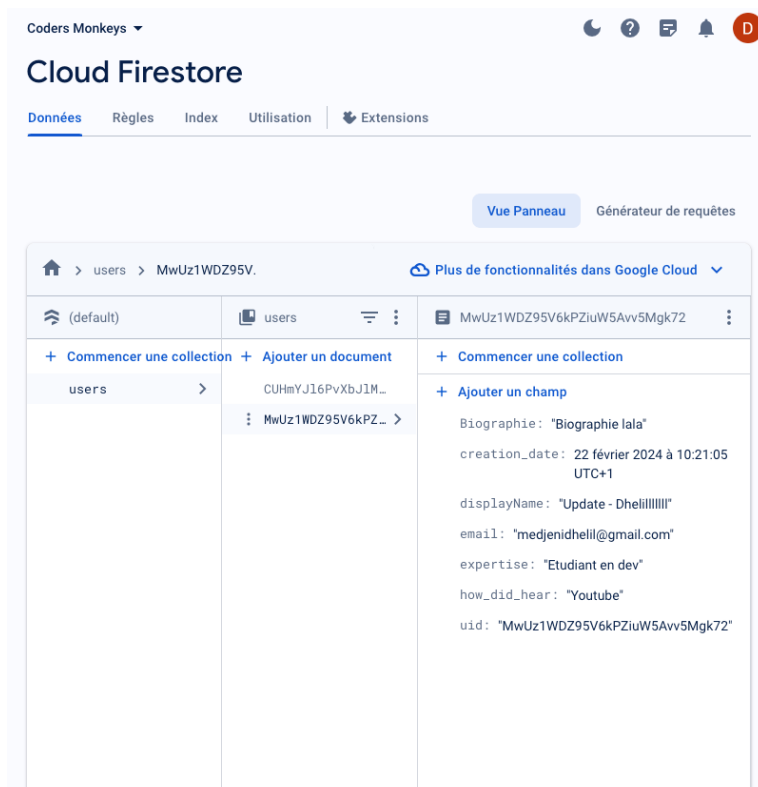 Coders Monkeys
D
Cloud Firestore
Données Règles Index Utilisation Extensions
Vue Panneau Générateur de requêtes
users MwUz1WDZ95V. Plus de fonctionnalités dans Google Cloud
(default) users MwUz1WDZ95V6kPZiuW5Avv5Mgk72
+ Commencer une collection + Ajouter un document + Commencer une collection
users CUHmYJl6PvXbJlM… + Ajouter un champ
MwUz1WDZ95V6kPZ… Biographie: "Biographie lala"
creation_date: 22 février 2024 à 10:21:05
UTC+1
displayName: "Update - Dhelilllllll"
email: "medjenidhelil@gmail.com"
expertise: "Etudiant en dev"
how_did_hear: "Youtube"
uid: "MwUz1WDZ95V6kPZiuW5Avv5Mgk72"